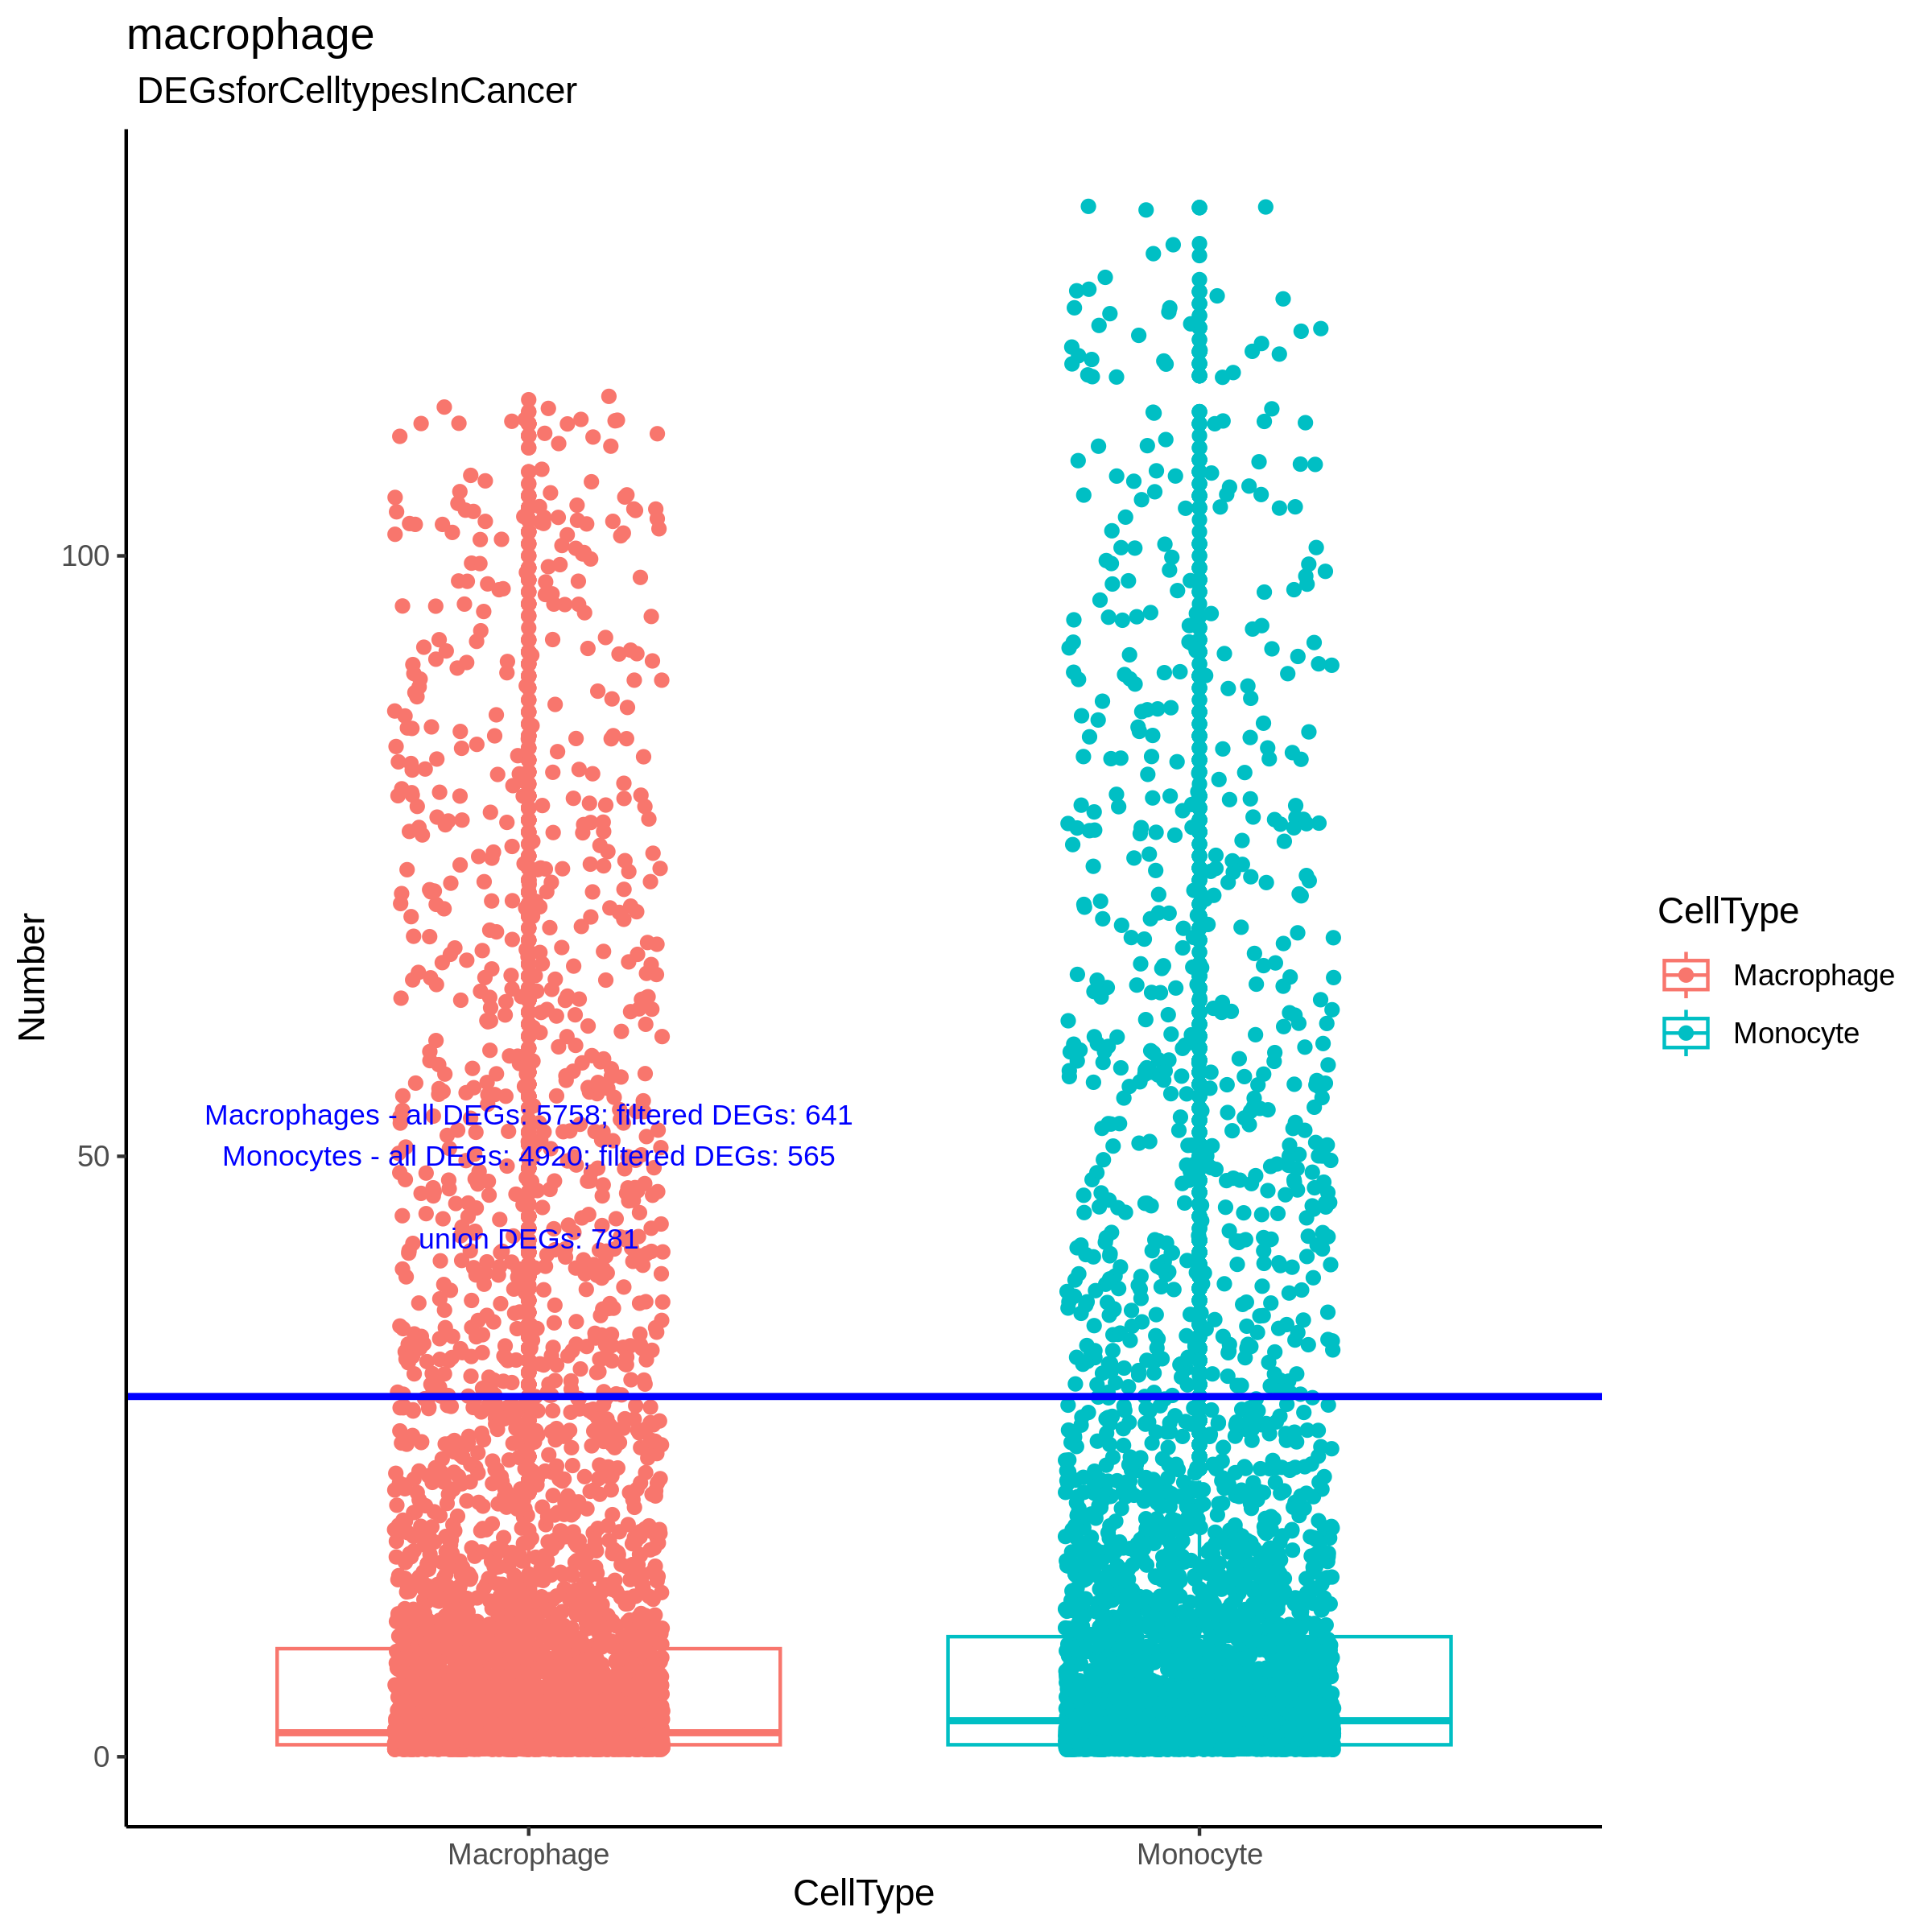 macrophage
DEGsforCelltypesInCancer
Number
100
50
0
Macrophages - all DEGs: 5758; filtered DEGs: 641
Monocytes - all DEGs: 4920; filtered DEGs: 565
union DEGs: 781
Macrophage
Monocyte
CellType
CellType
Macrophage
Monocyte